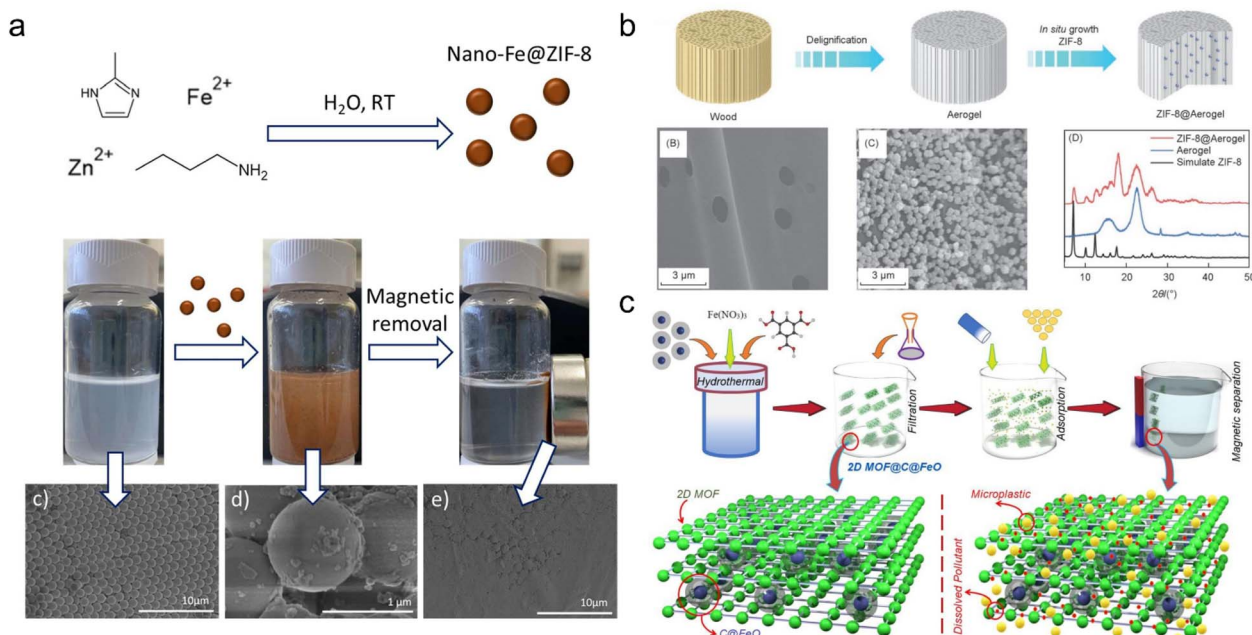 a
Nano-Fe@ZIF-8
HN
N
Fe2+
H2O, RT
Zn2+
NH2
Magnetic
removal
c)
10μm
d)
1 μm
e)
10μm
b
Delignification
In situ growth
ZIF-8
Wood
Aerogel
ZIF-8@Aerogel
(B)
3 μm
(C)
3 μm
(D)
ZIF-8@Aerogel
Aerogel
Simulate ZIF-8
10
20
30
40
50
2θ/(°)
c
Fe(NO3)3
Hydrothermal
Filtration
Adsorption
Magnetic separation
2D MOF@C@FeO
2D MOF
C@FeO
Microplastic
Dissolved Pollutant